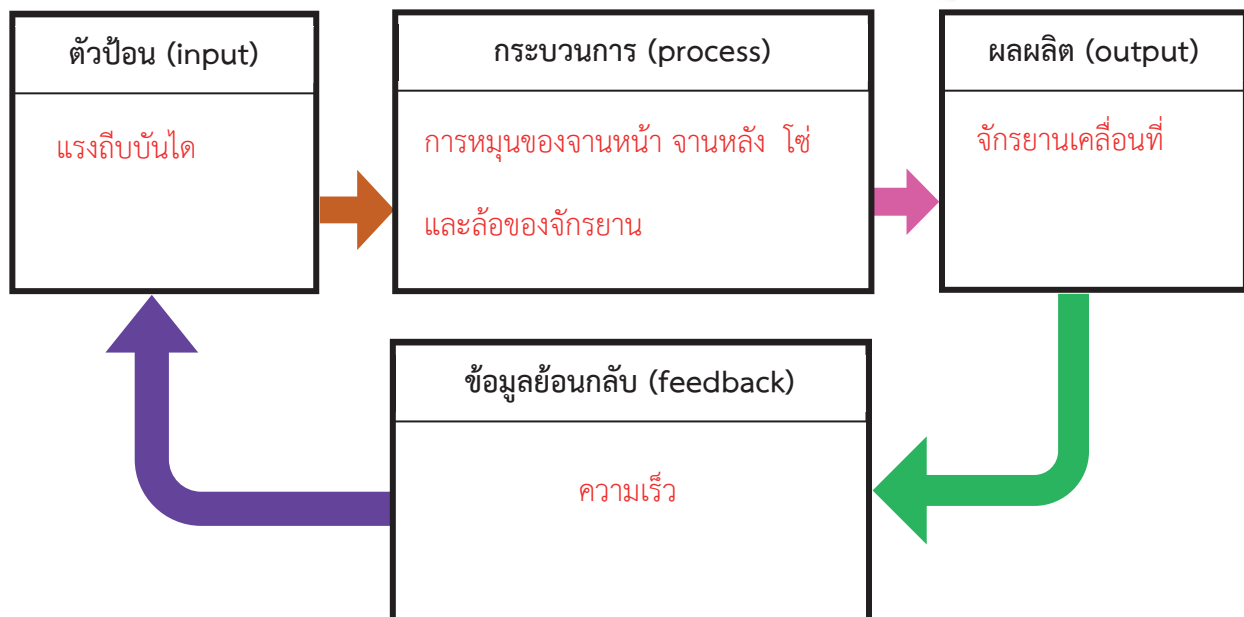 ตัวป้อน (input)
แรงถีบบันได
กระบวนการ (process)
การหมุนของจานหน้า จานหลัง โซ่
และล้อของจักรยาน
ผลผลิต (output)
จักรยานเคลื่อนที่
ข้อมูลย้อนกลับ (feedback)
ความเร็ว